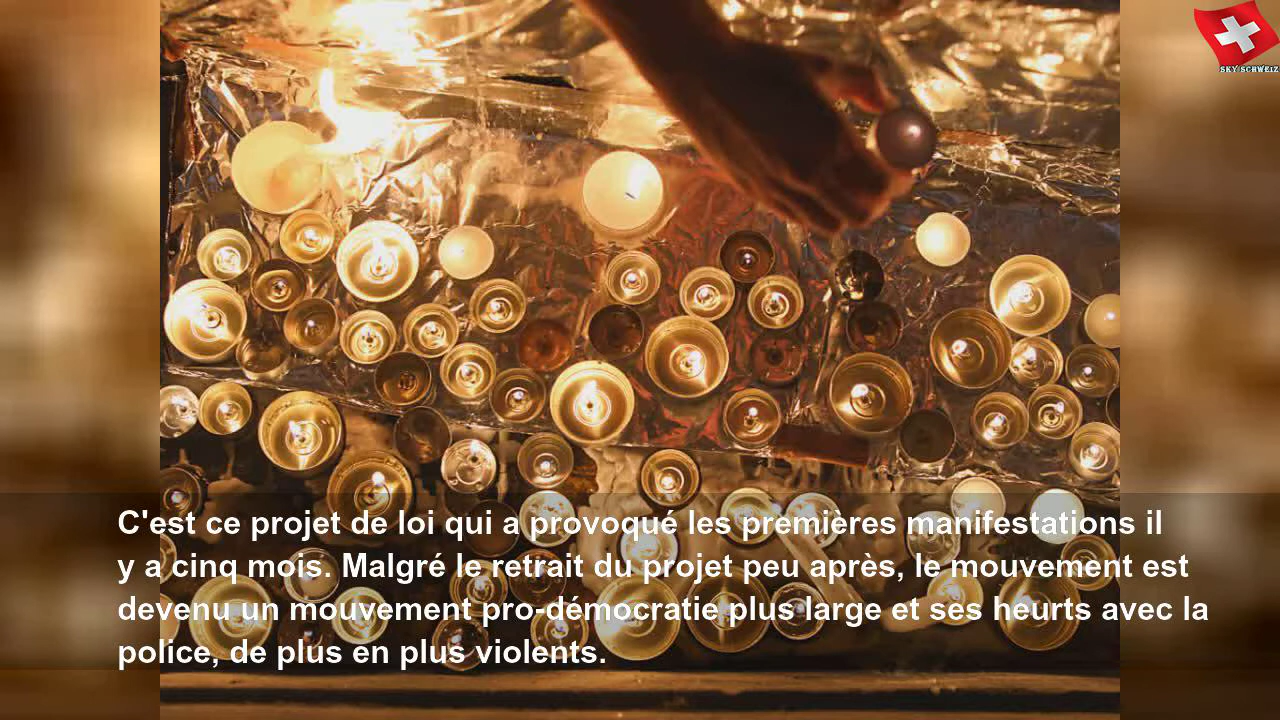 SKY SCHWEIZ
C'est ce projet de loi qui a provoqué les premières manifestations il
y a cinq mois. Malgré le retrait du projet peu après, le mouvement est
devenu un mouvement pro-démocratie plus large et ses heurts avec la
police, de plus en plus violents.